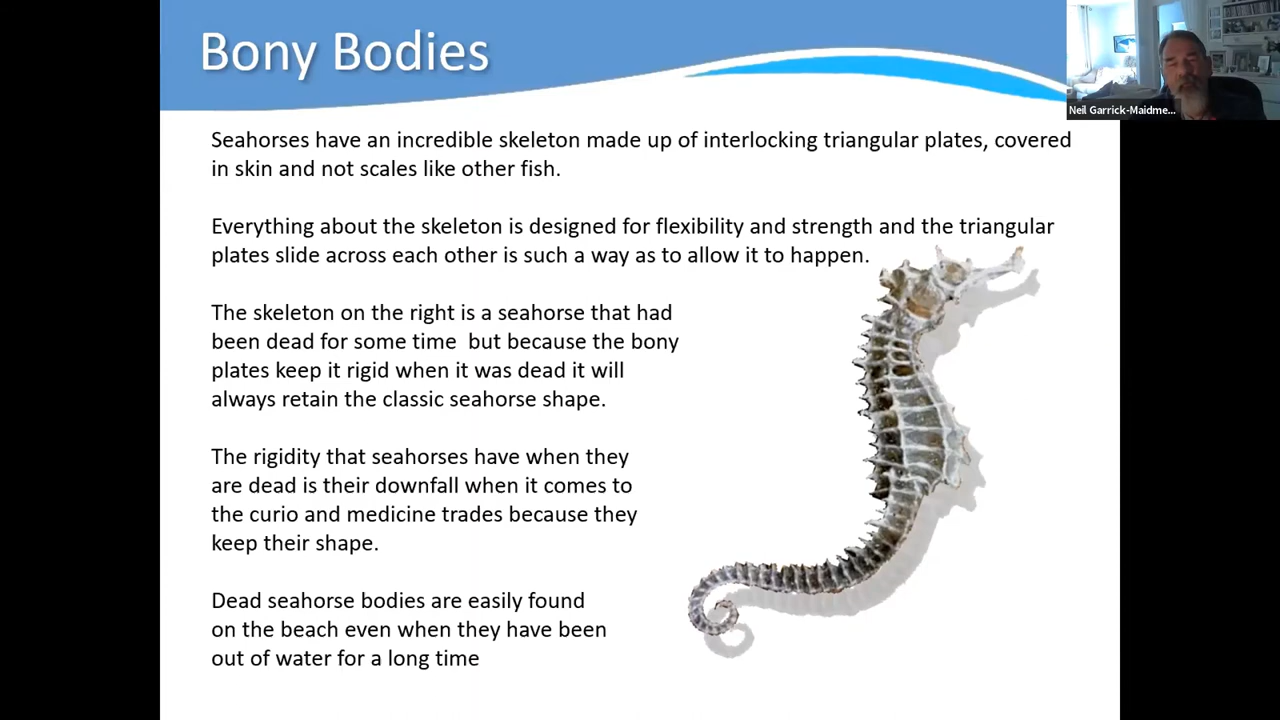 Bony Bodies
Neil Garrick-Maidme...
Seahorses have an incredible skeleton made up of interlocking triangular plates, covered
in skin and not scales like other fish.
Everything about the skeleton is designed for flexibility and strength and the triangular
plates slide across each other is such a way as to allow it to happen.
The skeleton on the right is a seahorse that had
been dead for some time  but because the bony
plates keep it rigid when it was dead it will
always retain the classic seahorse shape.
The rigidity that seahorses have when they
are dead is their downfall when it comes to
the curio and medicine trades because they
keep their shape.
Dead seahorse bodies are easily found
on the beach even when they have been
out of water for a long time